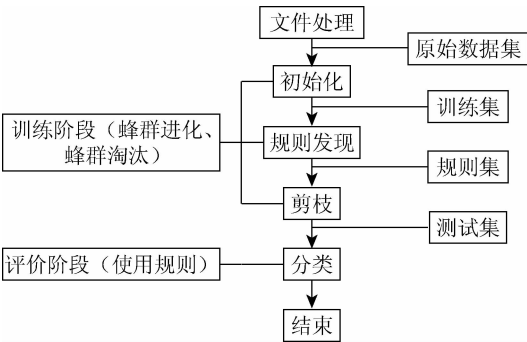 文件处理
原始数据集
初始化
训练集
训练阶段（蜂群进化、
蜂群淘汰）
规则发现
规则集
剪枝
测试集
评价阶段（使用规则）
分类
结束